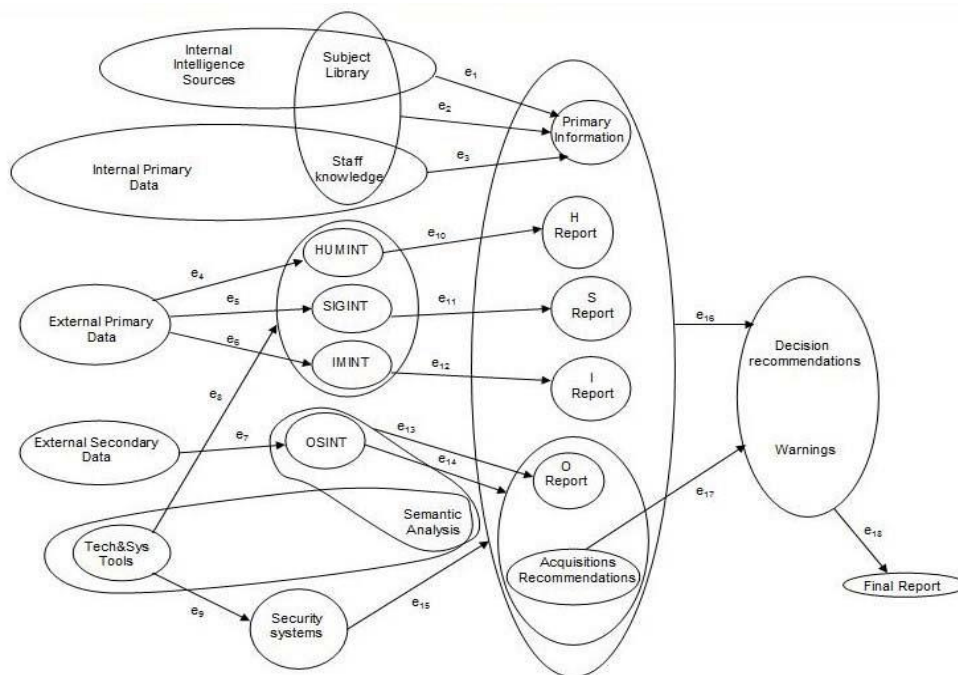 Internal
Intelligence
Sources
Subject
Library
e1
e2
Primary
Information
Internal Primary
Data
Staff
knowledge
e3
H
Report
HUMINT
e10
e4
External Primary
Data
e5
SIGINT
e11
S
Report
e6
IMINT
e12
I
Report
e16
Decision
recommendations
e8
External Secondary
Data
e7
OSINT
e13
e14
O
Report
Warnings
e17
Semantic
Analysis
Tech&Sys
Tools
Acquisitions
Recommendations
e18
Final Report
e9
Security
systems
e15